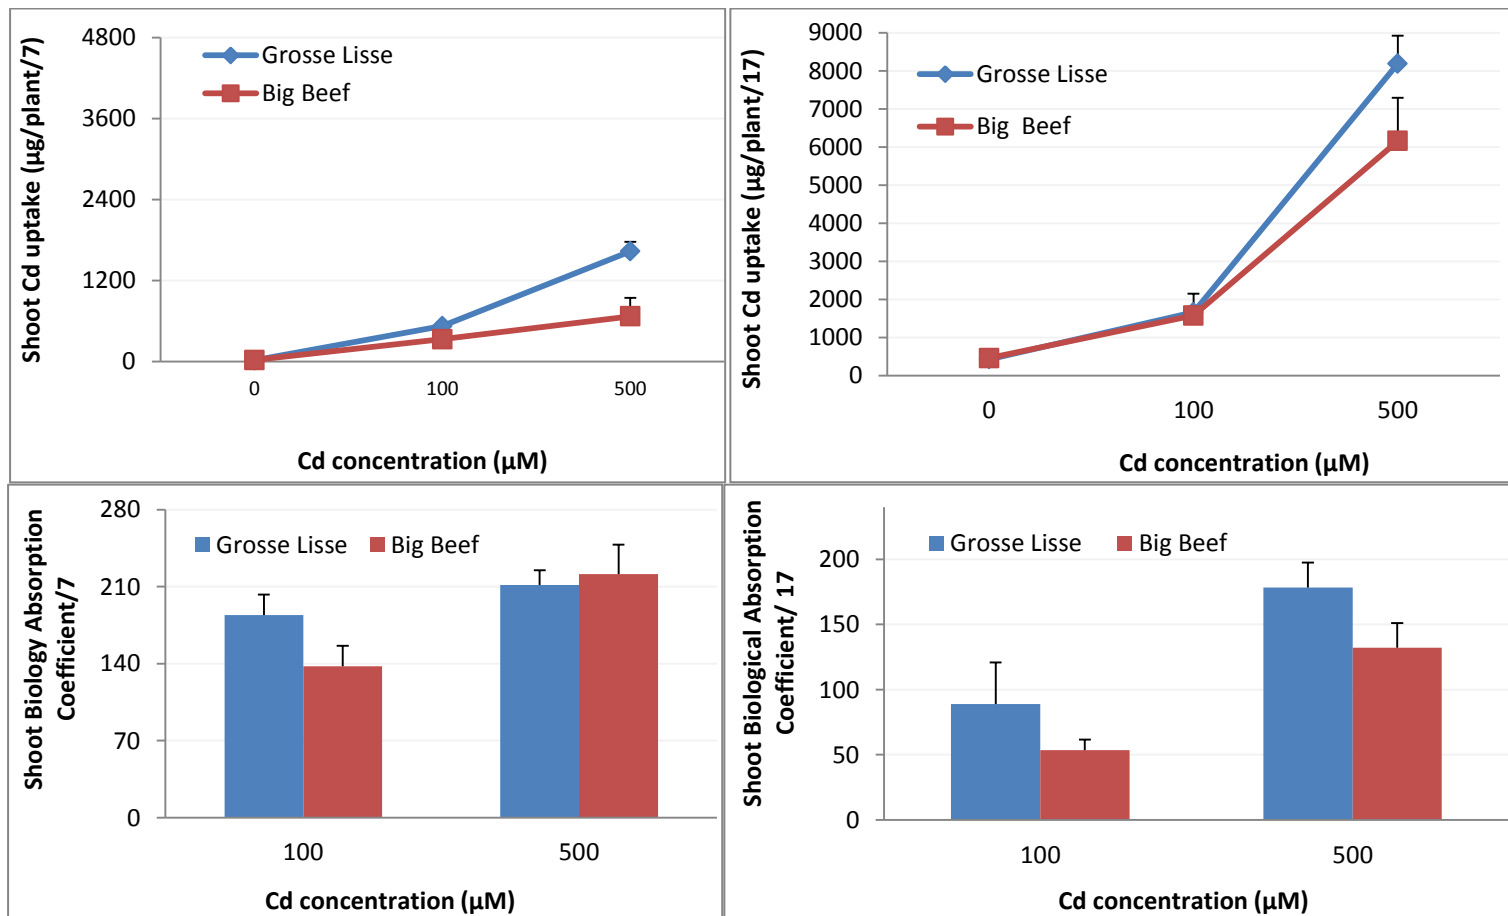 Shoot Cd uptake (µg/plant/7)
4800
3600
2400
1200
0
Grosse Lisse
Big Beef
0 100 500
Cd concentration (µM)
Shoot Cd uptake (µg/plant/17)
9000
8000
7000
6000
5000
4000
3000
2000
1000
0
Grosse Lisse
Big  Beef
0 100 500
Cd concentration (µM)
Shoot Biology Absorption
Coefficient/7
280
210
140
70
0
Grosse Lisse Big Beef
100 500
Cd concentration (µM)
Shoot Biological Absorption
Coefficient/ 17
200
150
100
50
0
Grosse Lisse Big Beef
100 500
Cd concentration (µM)